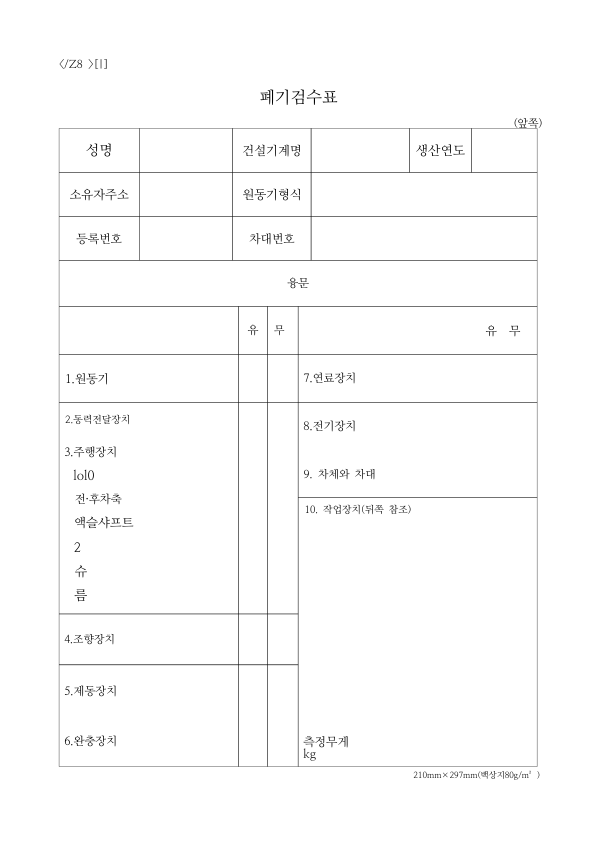 </Z8 >[|]
폐기검수표
(앞쪽)
성명 건설기계명 생산연도
소유자주소 원동기형식
등록번호 차대번호
용문
유 무 유 무
1.원동기 7.연료장치
2.동력전달장치 8.전기장치
3.주행장치
lol0 9. 차체와 차대
전·후차축 10. 작업장치(뒤쪽 참조)
액슬샤프트
2
슈
름
4.조향장치
5.제동장치
6.완충장치 측정무게
kg
210mm×297mm(백상지80g/㎡ )